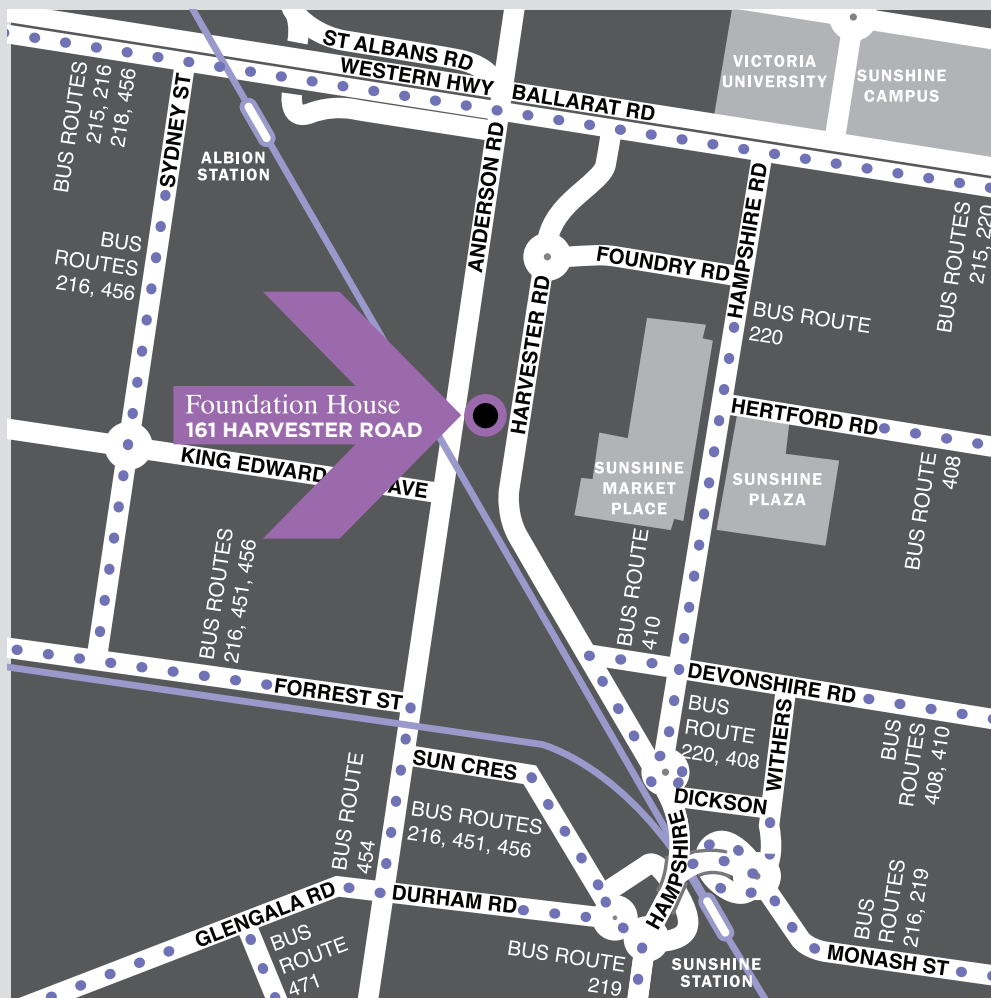 ST ALBANS RD
WESTERN HWY
BALLARAT RD
VICTORIA
UNIVERSITY
SUNSHINE
CAMPUS
BUS ROUTES
215, 216
218, 456
SYDNEY ST
ALBION
STATION
ANDERSON RD
HAMPSHIRE RD
BUS ROUTES
215, 220
BUS
ROUTES
216, 456
FOUNDRY RD
HARVESTER RD
BUS ROUTE
220
Foundation House
161 HARVESTER ROAD
HERTFORD RD
BUS ROUTE
408
KING EDWARD AVE
SUNSHINE
MARKET
PLACE
SUNSHINE
PLAZA
BUS ROUTES
216, 451, 456
BUS ROUTE
410
FORREST ST
DEVONSHIRE RD
BUS
ROUTE
220, 408
WITHERS
BUS
ROUTES
408, 410
SUN CRES
DICKSON
BUS ROUTE
454
BUS ROUTES
216, 451, 456
HAMPSHIRE
GLENGALA RD
DURHAM RD
BUS
ROUTES
216, 219
BUS
ROUTE
471
BUS ROUTE
219
SUNSHINE
STATION
MONASH ST